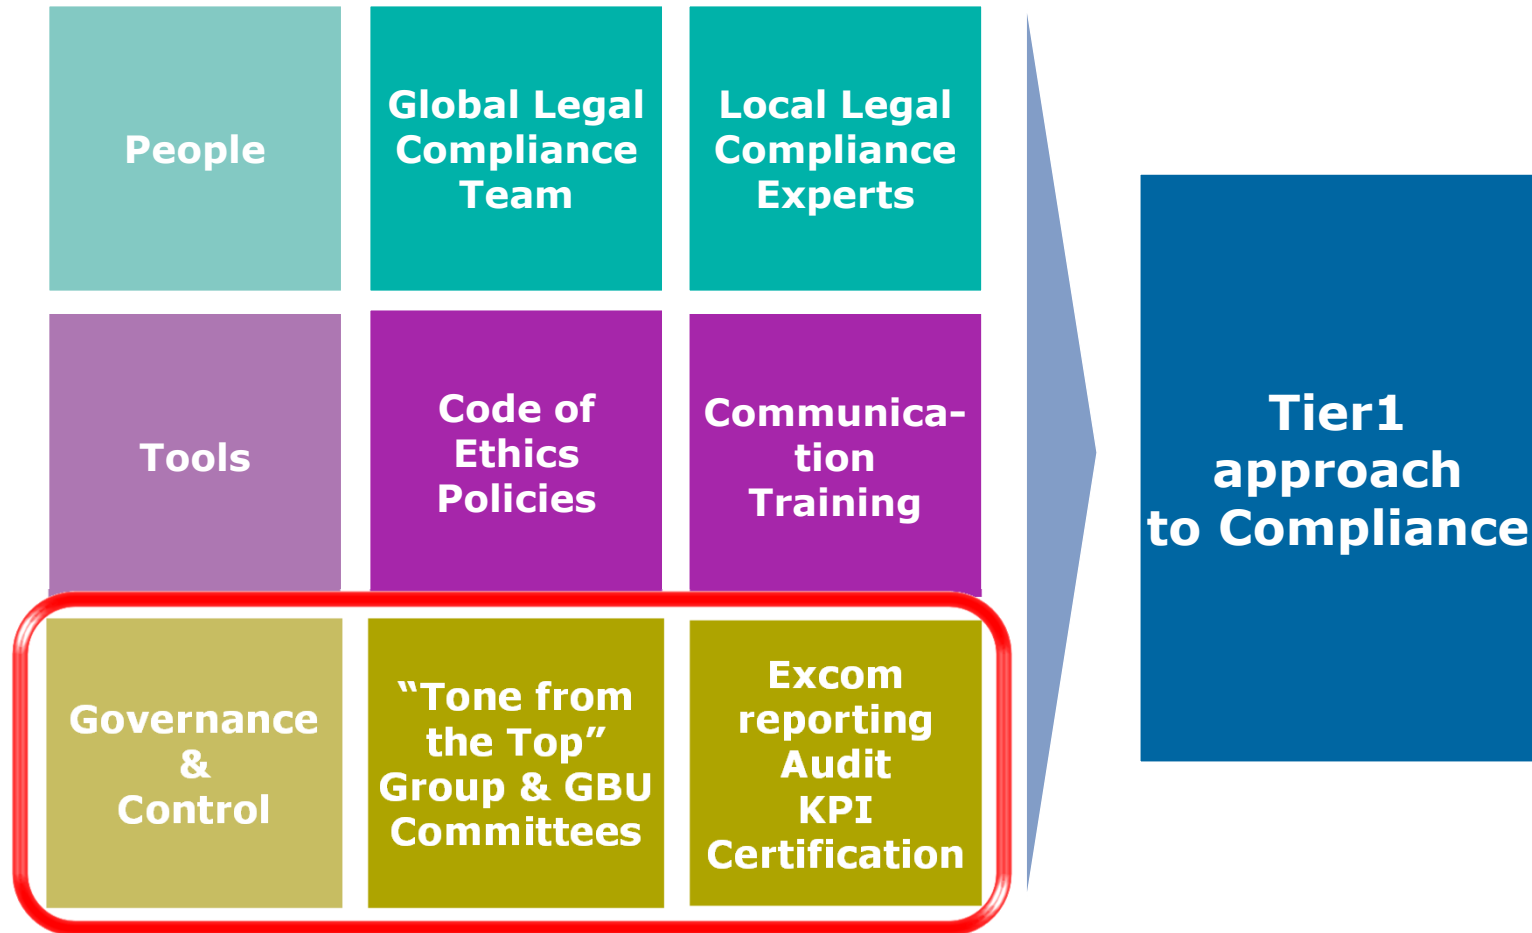 People
Global Legal
Compliance
Team
Local Legal
Compliance
Experts
Tools
Code of
Ethics
Policies
Communica-
tion
Training
Governance
&
Control
“Tone from
the Top”
Group & GBU
Committees
Excom
reporting
Audit
KPI
Certification
Tier1
approach
to Compliance